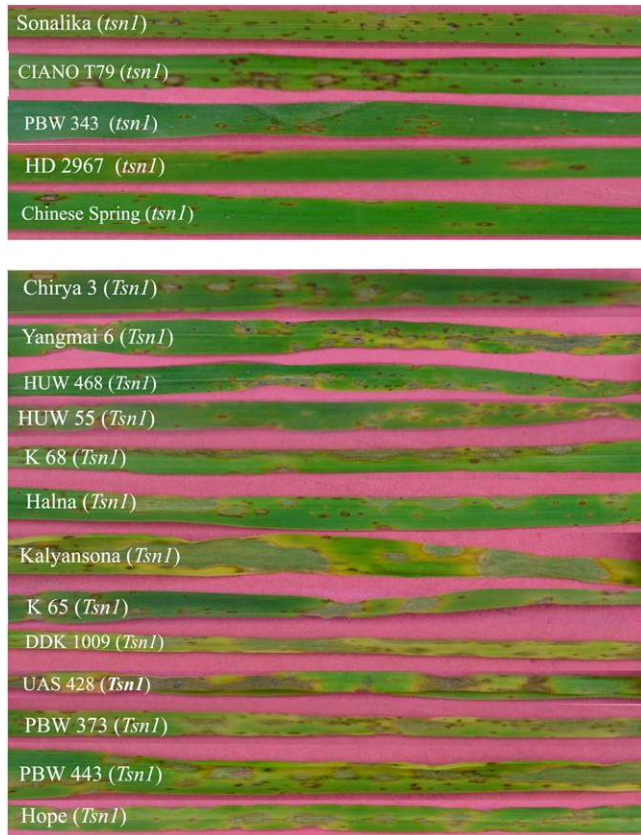 Sonalika (tsn1)
CIANO T79 (tsn1)
PBW 343 (tsn1)
HD 2967 (tsn1)
Chinese Spring (tsn1)
Chirya 3 (Tsn1)
Yangmai 6 (Tsn1)
HUW 468 (Tsn1)
HUW 55 (Tsn1)
K 68 (Tsn1)
Halna (Tsn1)
Kalyansona (Tsn1)
K 65 (Tsn1)
DDK 1009 (Tsn1)
UAS 428 (Tsn1)
PBW 373 (Tsn1)
PBW 443 (Tsn1)
Hope (Tsn1)